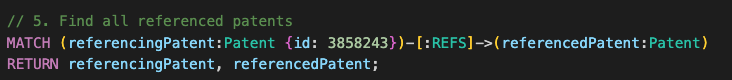 // 5. Find all referenced patents
MATCH (referencingPatent:Patent {id: 3858243})-[:REFS]->(referencedPatent:Patent)
RETURN referencingPatent, referencedPatent;